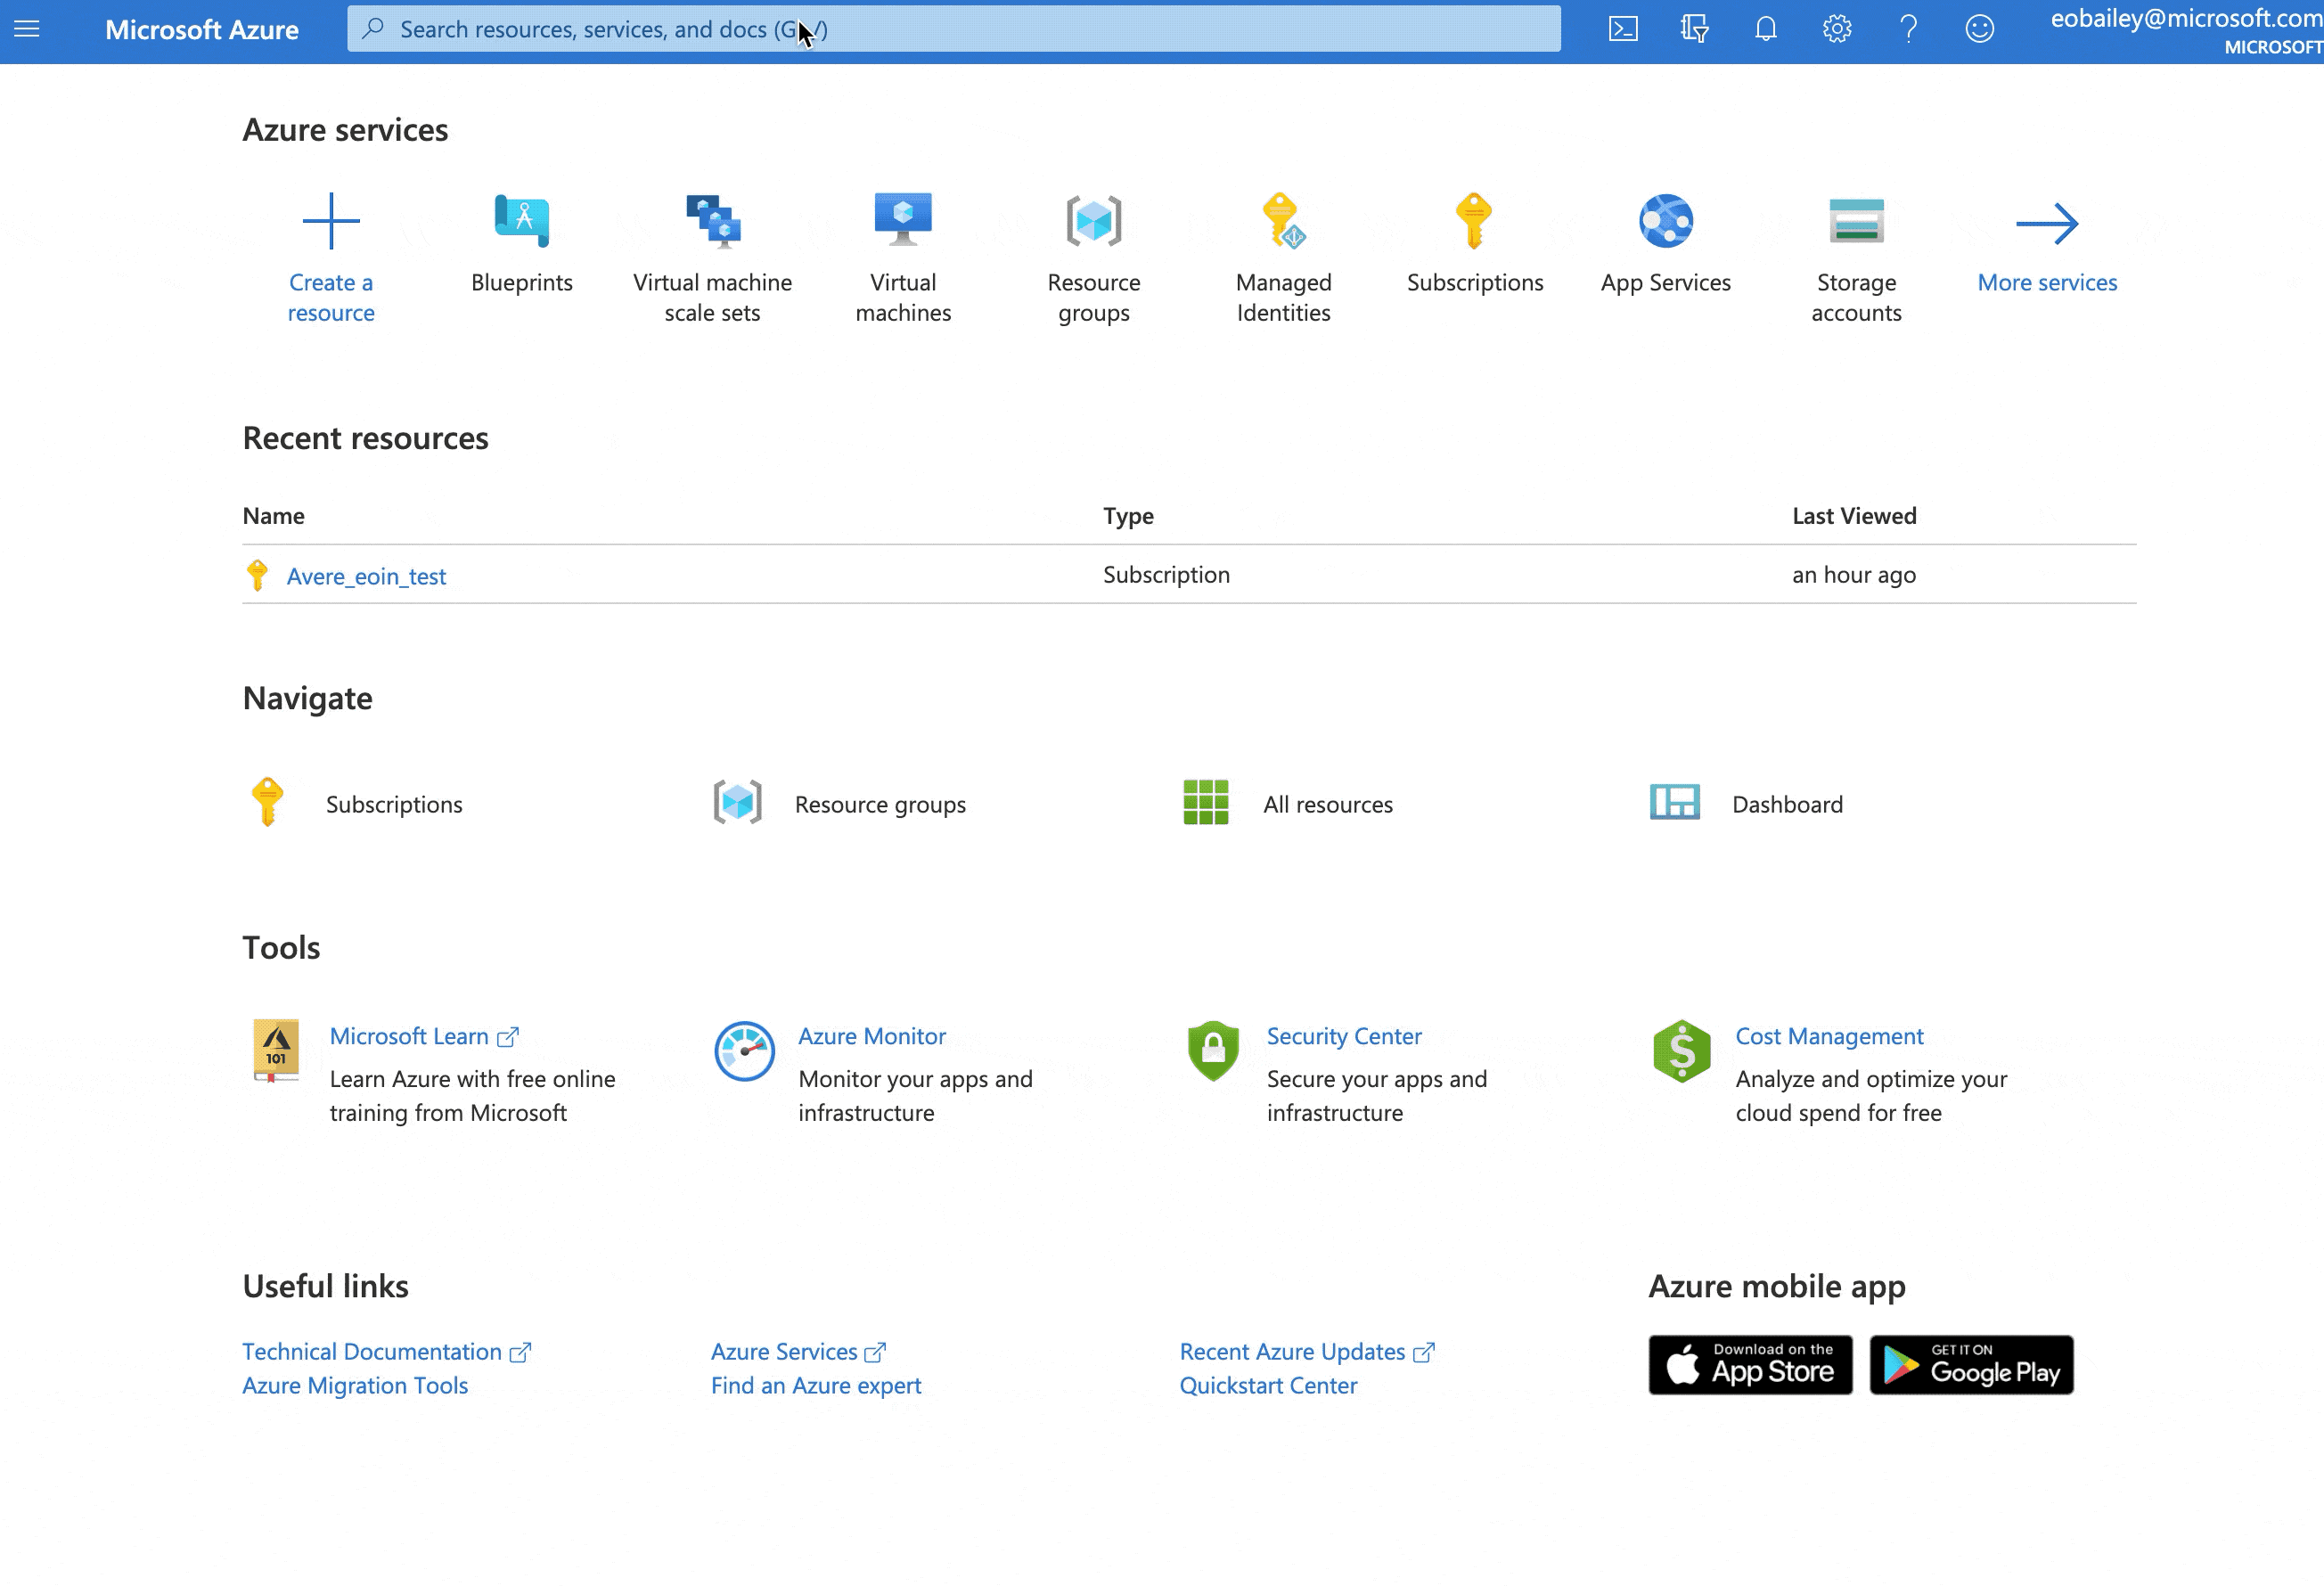 Microsoft Azure
Search resources, services, and docs (G /)
eobailey@microsoft.com
MICROSOFT
Azure services
Create a
resource
Blueprints
Virtual machine
scale sets
Virtual
machines
Resource
groups
Managed
Identities
Subscriptions
App Services
Storage
accounts
More services
Recent resources
Name
Type
Last Viewed
Avere_eoin_test
Subscription
an hour ago
Navigate
Subscriptions
Resource groups
All resources
Dashboard
Tools
101
Microsoft Learn
Learn Azure with free online
training from Microsoft
Azure Monitor
Monitor your apps and
infrastructure
Security Center
Secure your apps and
infrastructure
Cost Management
Analyze and optimize your
cloud spend for free
Useful links
Technical Documentation
Azure Migration Tools
Azure Services
Find an Azure expert
Recent Azure Updates
Quickstart Center
Azure mobile app
Download on the
App Store
GET IT ON
Google Play